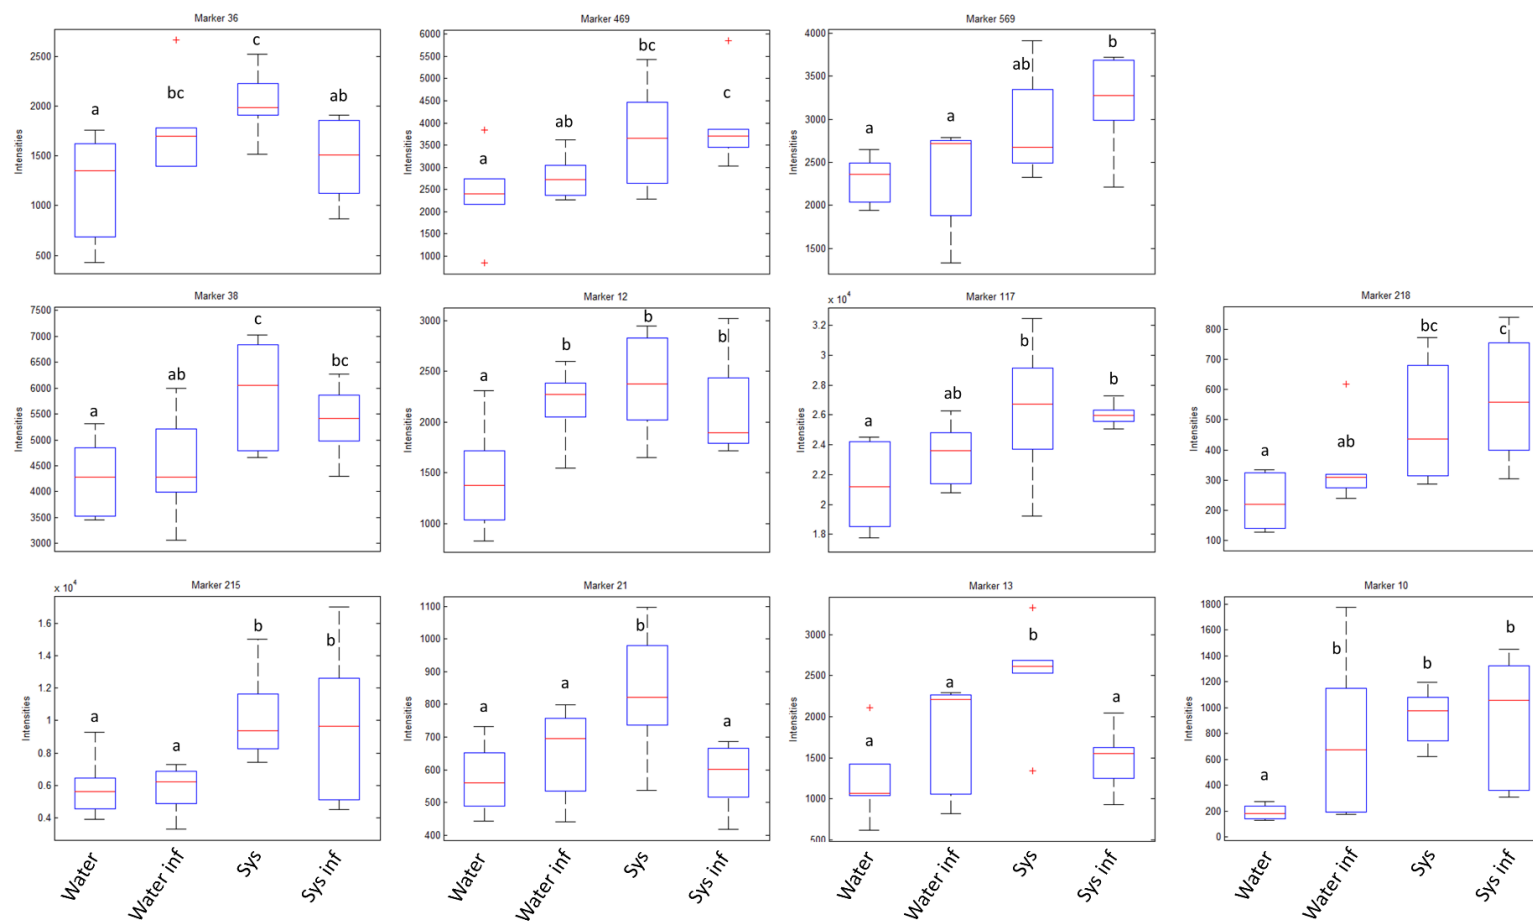 Marker 36
Intensities
2500
2000
1500
1000
500
a
bc
c
ab
Marker 469
Intensities
6000
5500
5000
4500
4000
3500
3000
2500
2000
1500
1000
a
ab
bc
c
Marker 569
Intensities
4000
3500
3000
2500
2000
1500
a
a
ab
b
Marker 38
Intensities
7500
7000
6500
6000
5500
5000
4500
4000
3500
3000
a
ab
c
bc
Marker 12
Intensities
3000
2500
2000
1500
1000
a
b
b
b
x 10⁴
Marker 117
Intensities
3.2
3
2.8
2.6
2.4
2.2
2
1.8
a
ab
b
b
Marker 218
Intensities
800
700
600
500
400
300
200
100
a
ab
bc
c
x 10⁴
Marker 215
Intensities
1.6
1.4
1.2
1
0.8
0.6
0.4
a
a
b
b
Water
Water inf
Sys
Sys inf
Marker 21
Intensities
1100
1000
900
800
700
600
500
400
a
a
b
a
Water
Water inf
Sys
Sys inf
Marker 13
Intensities
3000
2500
2000
1500
1000
500
a
a
b
a
Water
Water inf
Sys
Sys inf
Marker 10
Intensities
1800
1600
1400
1200
1000
800
600
400
200
0
a
b
b
b
Water
Water inf
Sys
Sys inf